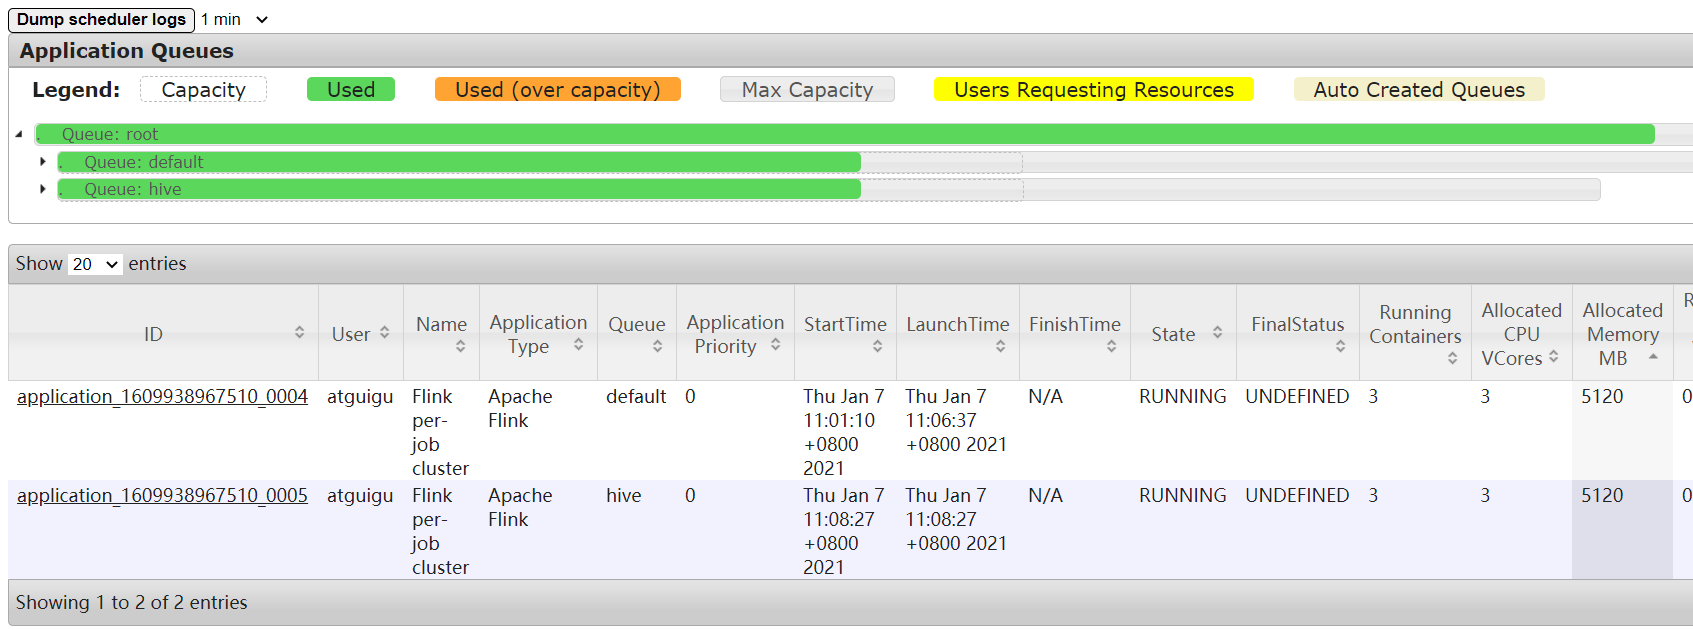 Dump scheduler logs 1 min
Application Queues
Legend: Capacity Used Used (over capacity) Max Capacity Users Requesting Resources Auto Created Queues
. Queue: root
. Queue: default
. Queue: hive
Show 20 entries
ID User Name Application Type Queue Application Priority StartTime LaunchTime FinishTime State FinalStatus Running Containers Allocated CPU VCores Allocated Memory MB R
application_1609938967510_0004 atguigu Flink per-job cluster Apache Flink default 0 Thu Jan 7 11:01:10 +0800 2021 Thu Jan 7 11:06:37 +0800 2021 N/A RUNNING UNDEFINED 3 3 5120 0
application_1609938967510_0005 atguigu Flink per-job cluster Apache Flink hive 0 Thu Jan 7 11:08:27 +0800 2021 Thu Jan 7 11:08:27 +0800 2021 N/A RUNNING UNDEFINED 3 3 5120 0
Showing 1 to 2 of 2 entries